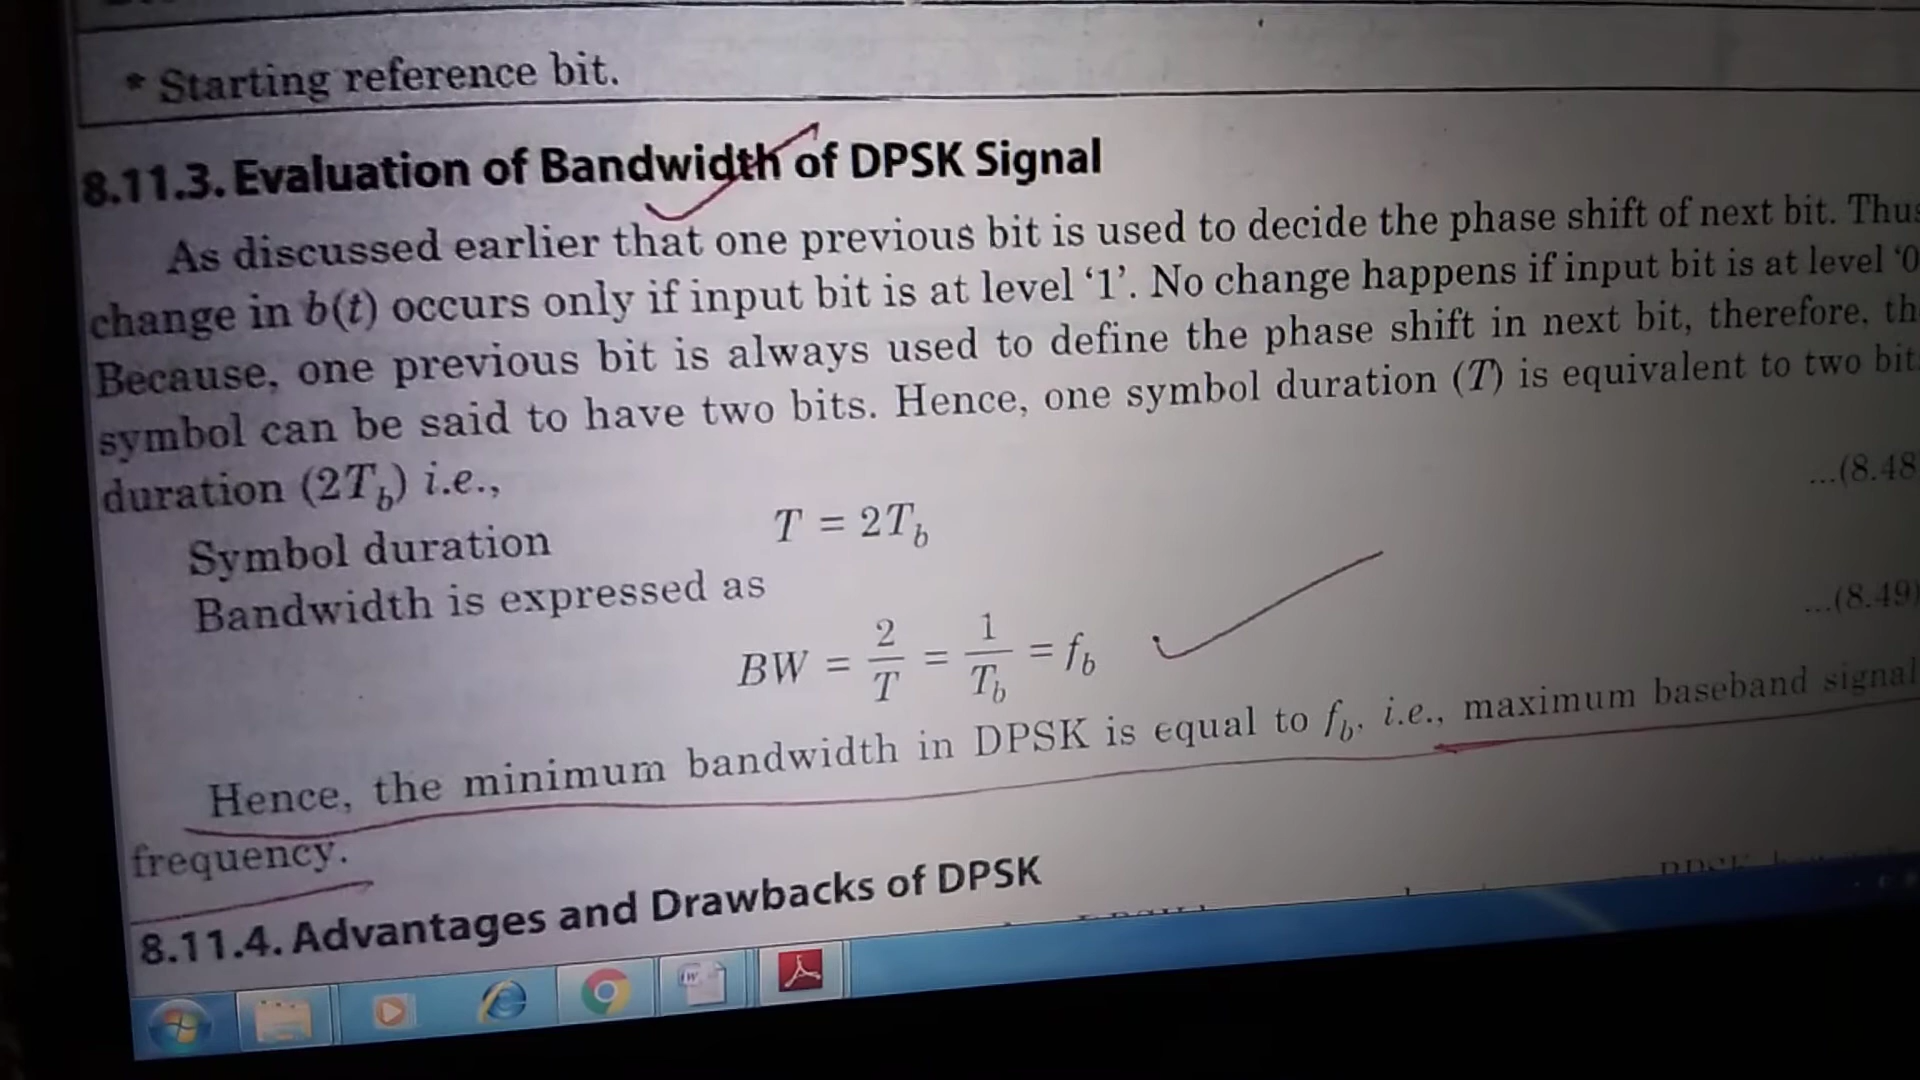 * Starting reference bit.
8.11.3. Evaluation of Bandwidth of DPSK Signal
As discussed earlier that one previous bit is used to decide the phase shift of next bit. Thus
change in b(t) occurs only if input bit is at level ‘1’. No change happens if input bit is at level ‘0
Because, one previous bit is always used to define the phase shift in next bit, therefore, th
symbol can be said to have two bits. Hence, one symbol duration (T) is equivalent to two bit
duration (2T_b) i.e.,
Symbol duration T = 2T_b ...(8.48
Bandwidth is expressed as
BW = 2/T = 1/T_b = f_b ...(8.49)
Hence, the minimum bandwidth in DPSK is equal to f_b, i.e., maximum baseband signal
frequency.
8.11.4. Advantages and Drawbacks of DPSK